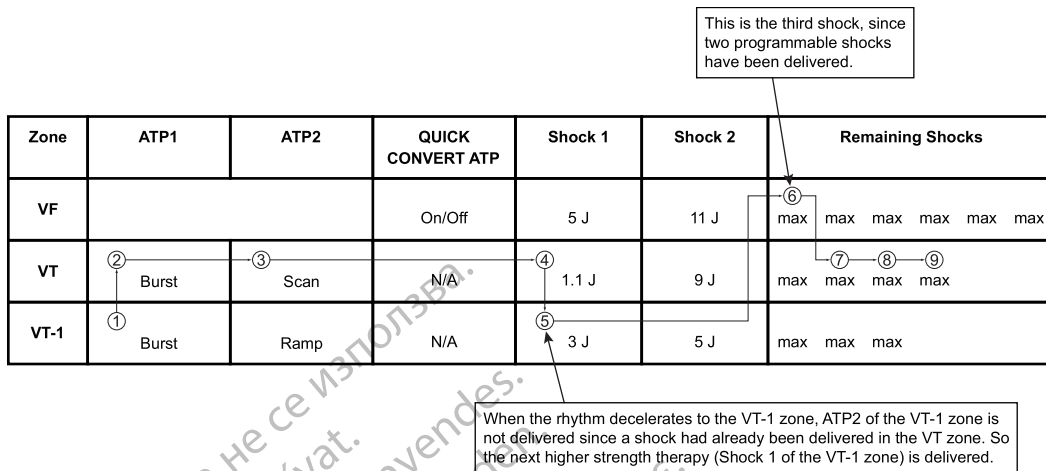 This is the third shock, since
two programmable shocks
have been delivered.
Zone ATP1 ATP2 QUICK CONVERT ATP Shock 1 Shock 2 Remaining Shocks
VF On/Off 5 J 11 J ⑥ max max max max max max
VT ② Burst ③ Scan N/A ④ 1.1 J 9 J max ⑦ max ⑧ max ⑨ max
VT-1 ① Burst Ramp N/A ⑤ 3 J 5 J max max max
When the rhythm decelerates to the VT-1 zone, ATP2 of the VT-1 zone is
not delivered since a shock had already been delivered in the VT zone. So
the next higher strength therapy (Shock 1 of the VT-1 zone) is delivered.
не се използва.